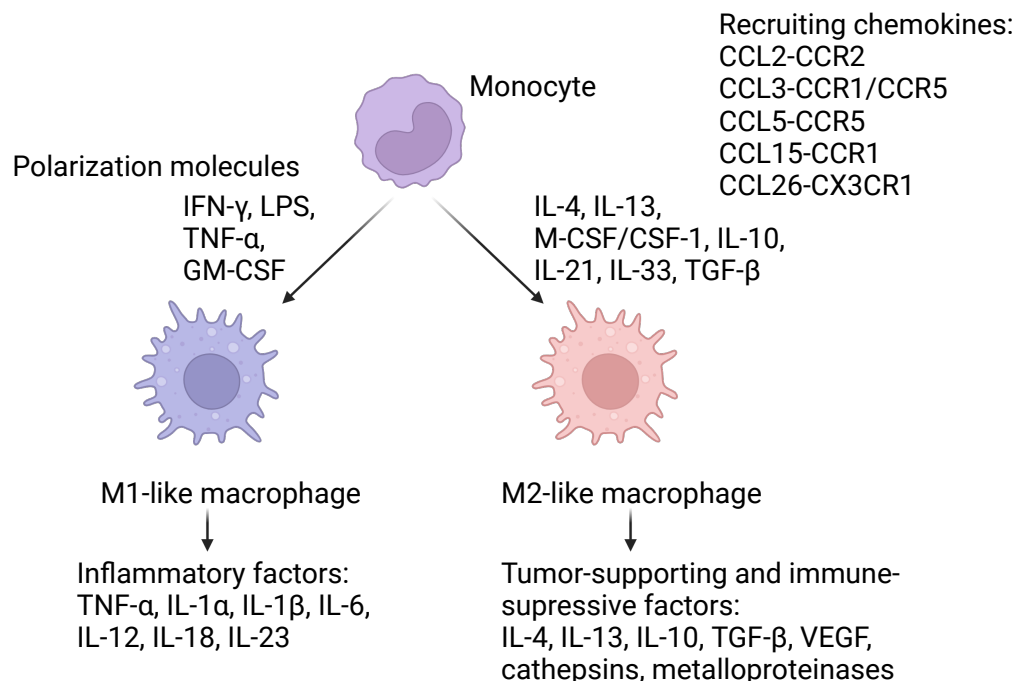 Recruiting chemokines:
CCL2-CCR2
CCL3-CCR1/CCR5
CCL5-CCR5
CCL15-CCR1
CCL26-CX3CR1
Monocyte
Polarization molecules
IFN-γ, LPS,
TNF-α,
GM-CSF
IL-4, IL-13,
M-CSF/CSF-1, IL-10,
IL-21, IL-33, TGF-β
M1-like macrophage
Inflammatory factors:
TNF-α, IL-1α, IL-1β, IL-6,
IL-12, IL-18, IL-23
M2-like macrophage
Tumor-supporting and immune-
supressive factors:
IL-4, IL-13, IL-10, TGF-β, VEGF,
cathepsins, metalloproteinases